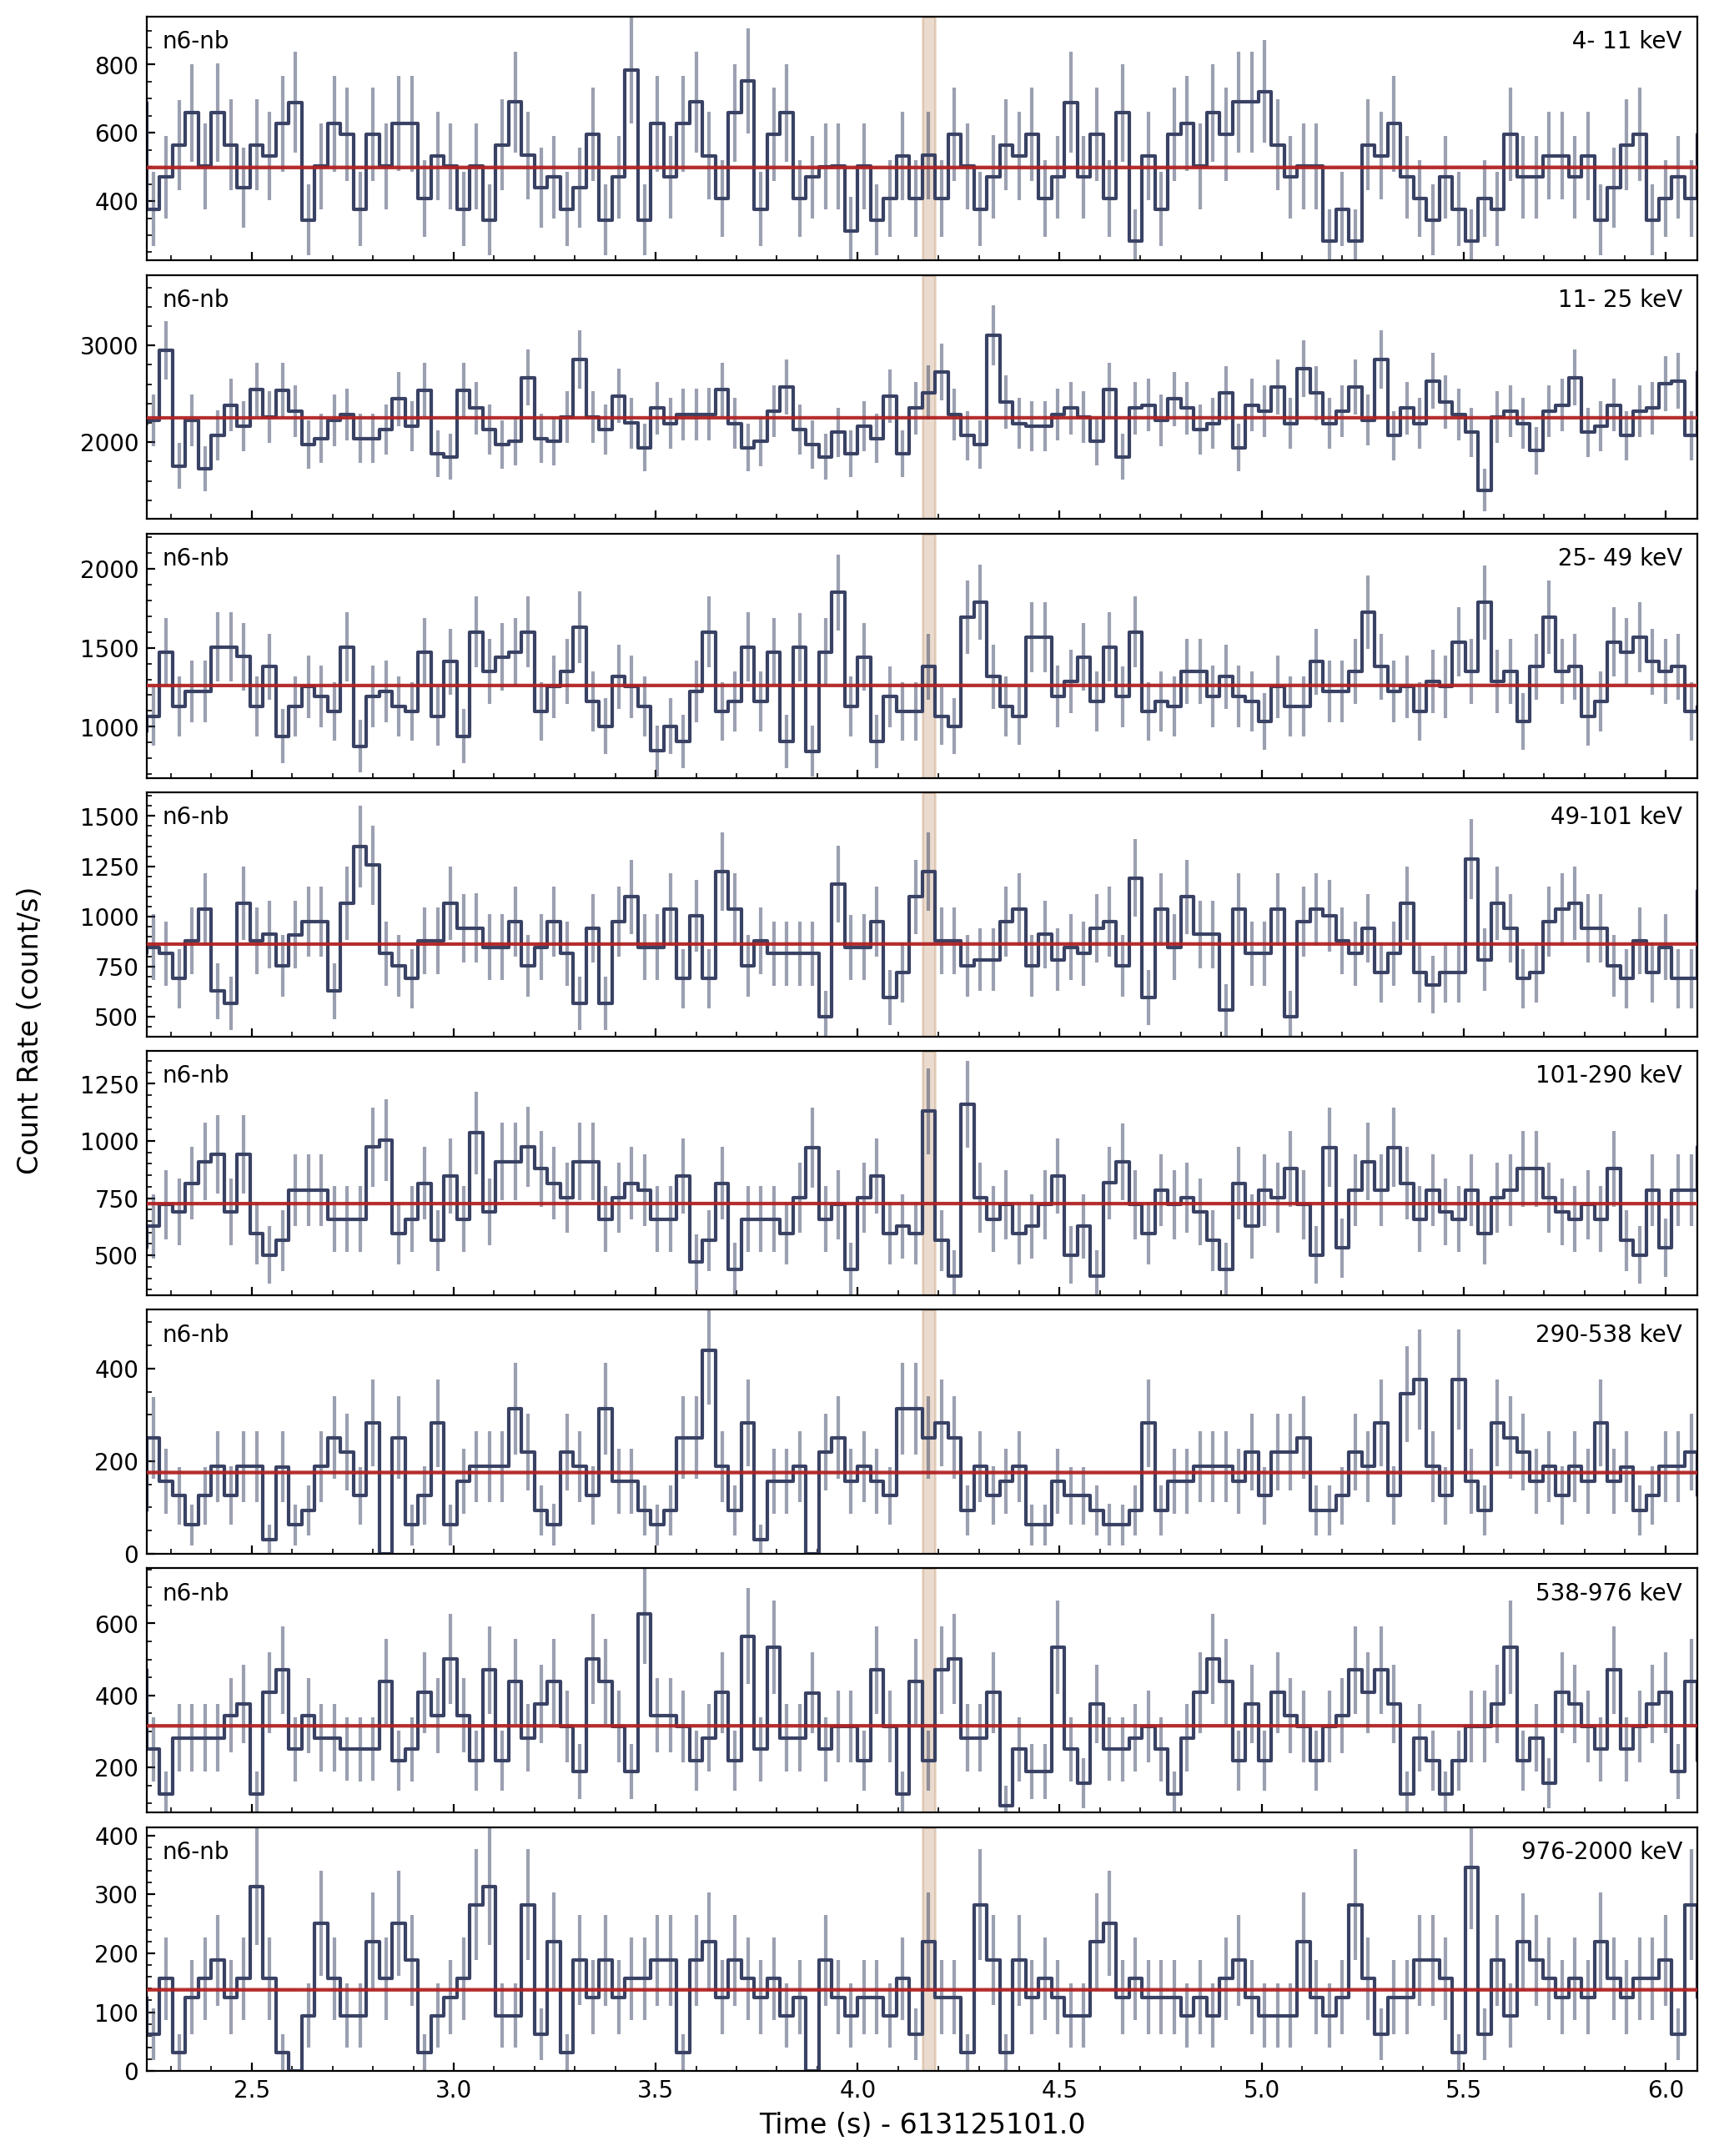 n6-nb 4- 11 keV
800
600
400
n6-nb 11- 25 keV
3000
2000
n6-nb 25- 49 keV
2000
1500
1000
n6-nb 49-101 keV
1500
1250
1000
750
500
n6-nb 101-290 keV
1250
1000
750
500
n6-nb 290-538 keV
400
200
0
n6-nb 538-976 keV
600
400
200
n6-nb 976-2000 keV
400
300
200
100
0
2.5 3.0 3.5 4.0 4.5 5.0 5.5 6.0
Time (s) - 613125101.0
Count Rate (count/s)